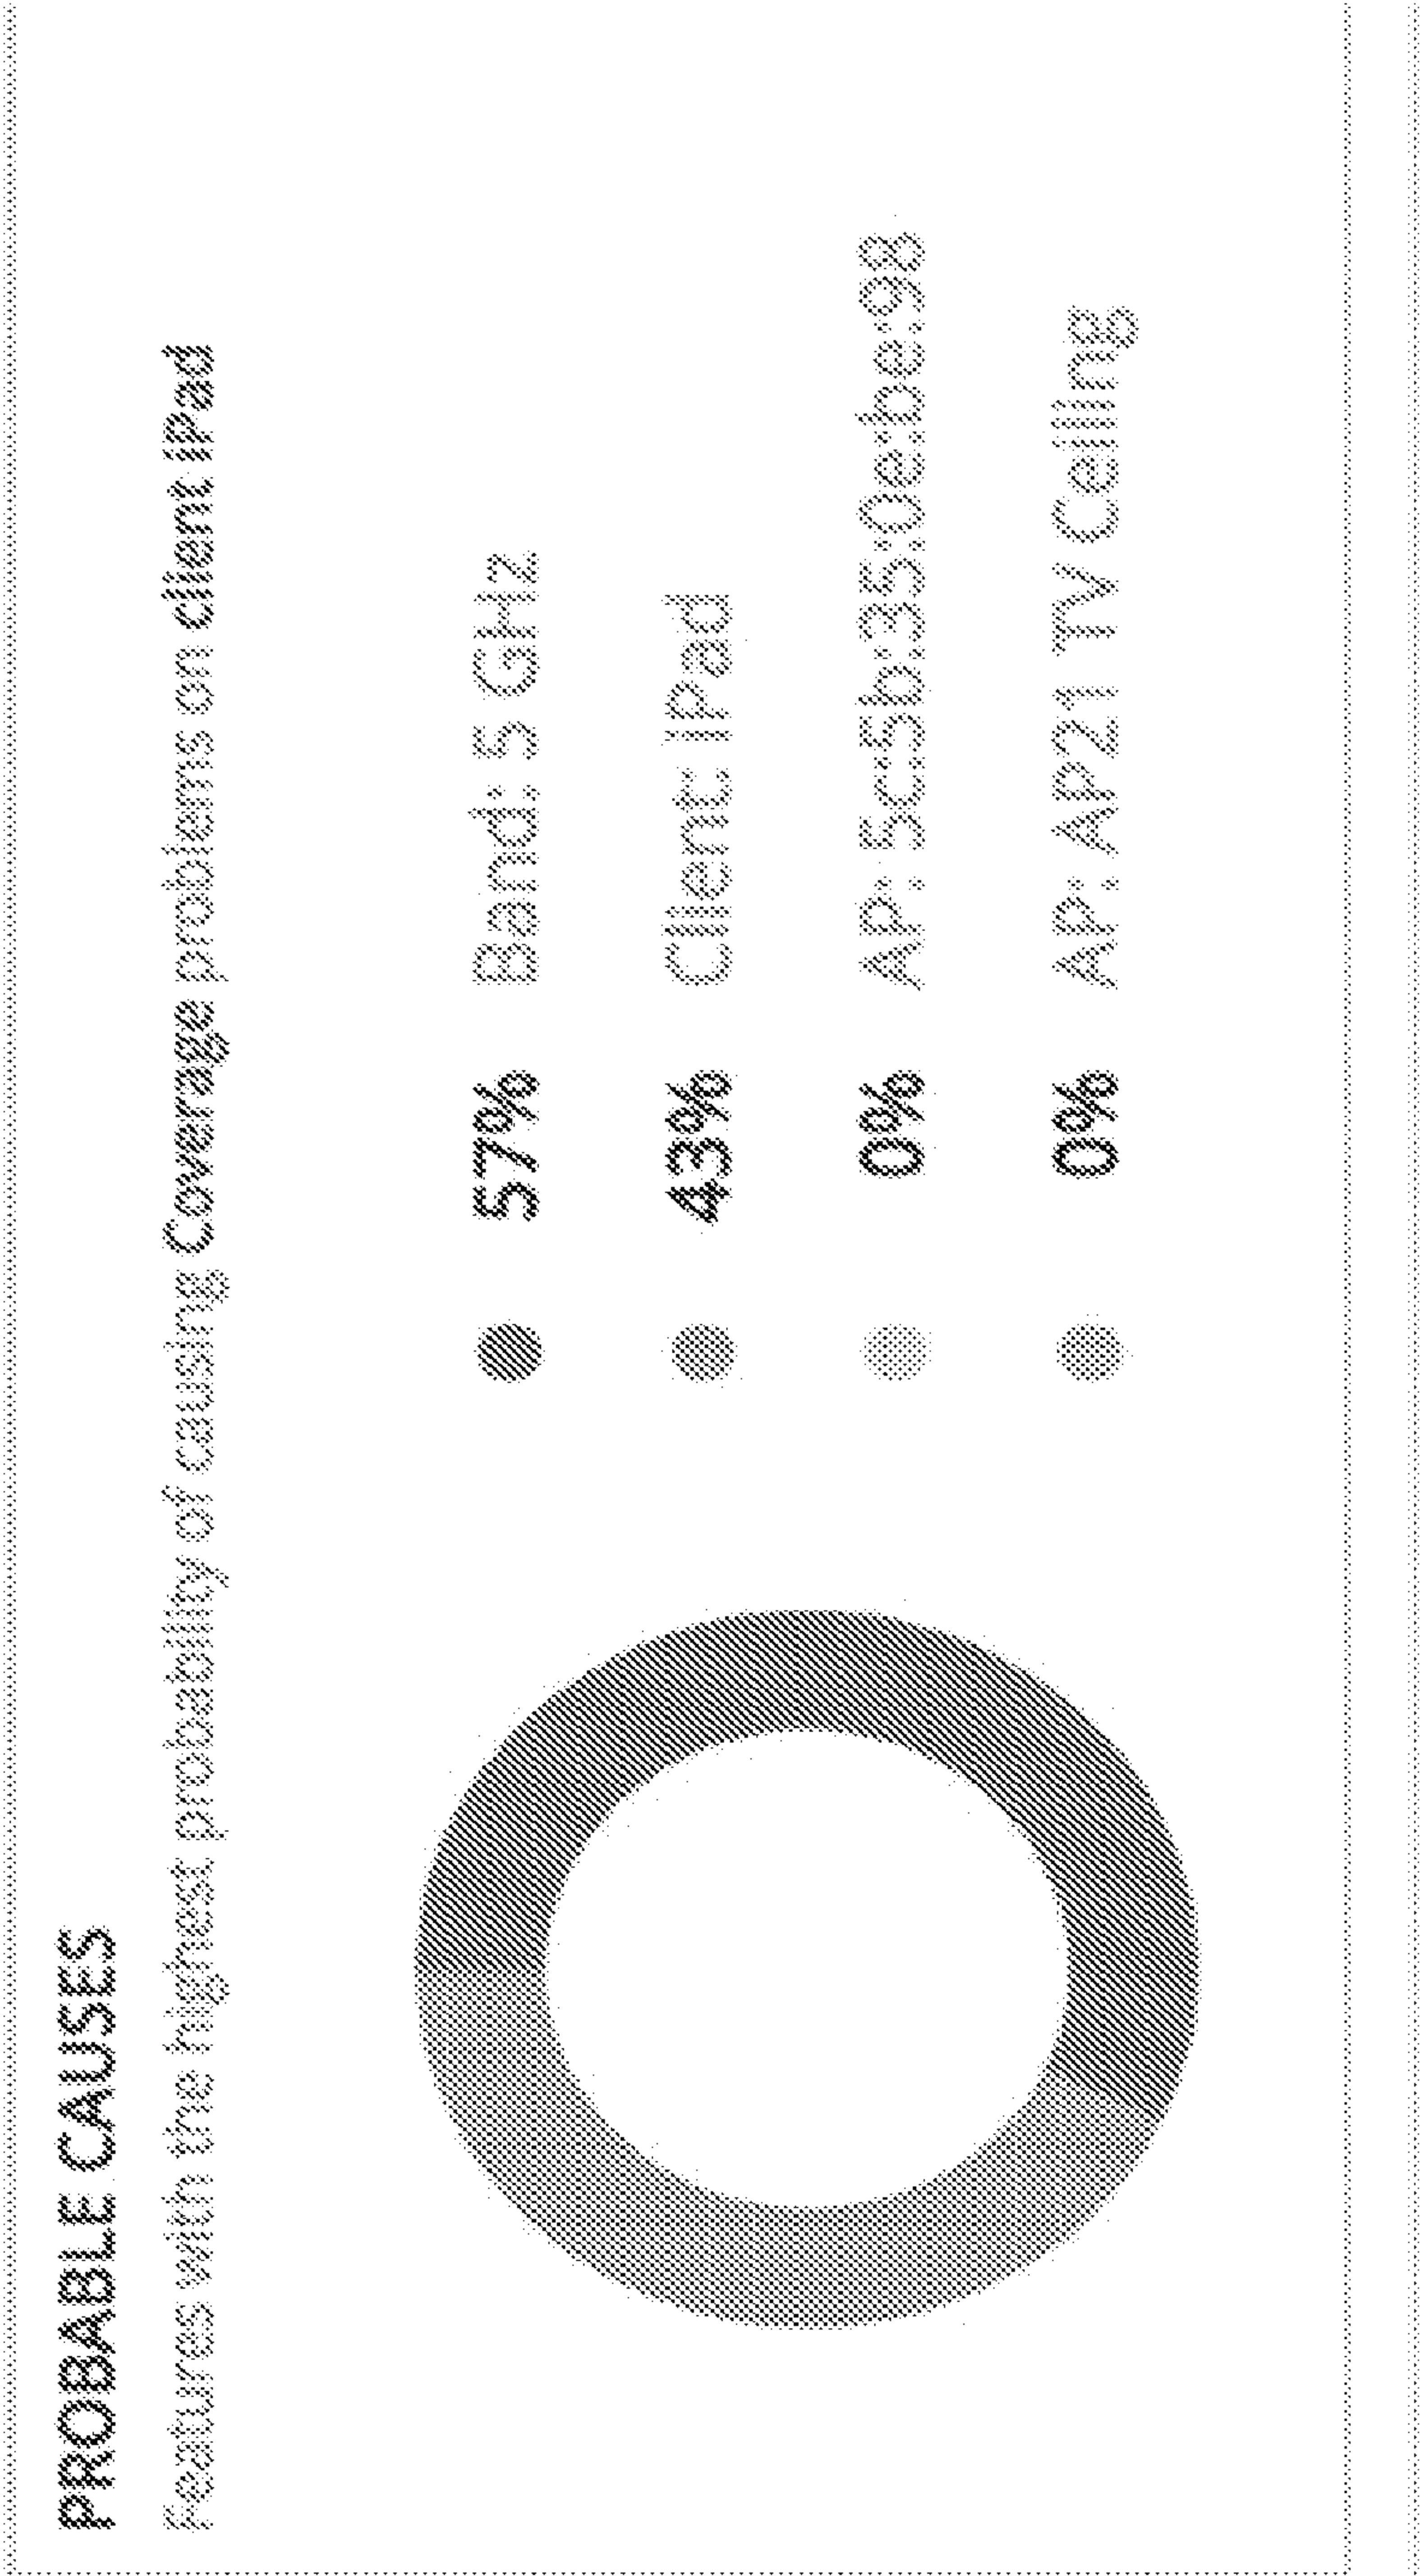 PROBABLE CAUSES
Features with the highest probability of causing Coverage problems on client iPad
57% Band: 5 GHz
43% Client: iPad
0% AP: 5c:5b:35:0e:be:98
0% AP: AP21 TV Ceiling